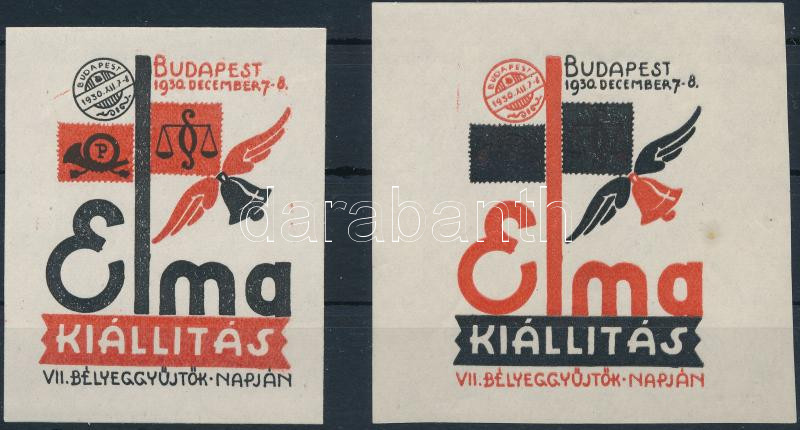 BUDAPEST
1930. DECEMBER 7-8.
BUDAPEST
1930.XII.7-8
P
Elma
KIÁLLITÁS
VII. BÉLYEGGYŰJTŐK·NAPJÁN
BUDAPEST
1930. DECEMBER 7-8.
BUDAPEST
1930.XII.7-8
Elma
KIÁLLITÁS
VII. BÉLYEGGYŰJTŐK·NAPJÁN
darabanth.com